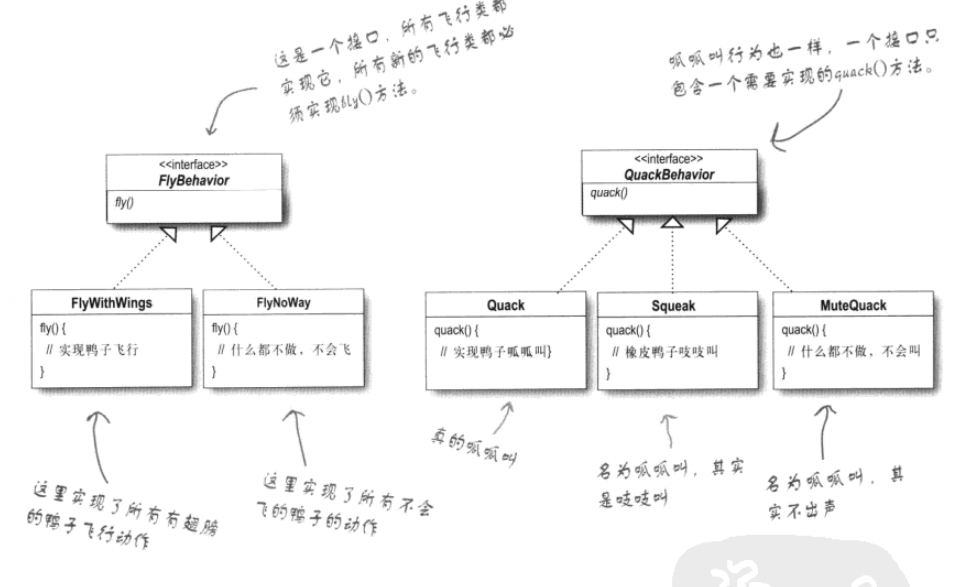 这是一个接口，所有飞行类都
实现它，所有新的飞行类都必
须实现fly()方法。
呱呱叫行为也一样，一个接口只
包含一个需要实现的quack()方法。
<<interface>>
FlyBehavior
fly()
<<interface>>
QuackBehavior
quack()
FlyWithWings
fly() {
// 实现鸭子飞行
}
FlyNoWay
fly() {
// 什么都不做，不会飞
}
Quack
quack() {
// 实现鸭子呱呱叫}
Squeak
quack() {
// 橡皮鸭子吱吱叫
}
MuteQuack
quack() {
// 什么都不做，不会叫
}
这里实现了所有有翅膀
的鸭子飞行动作
这里实现了所有不会
飞的鸭子的动作
真的呱呱叫
名为呱呱叫，其实
是吱吱叫
名为呱呱叫，其
实不出声